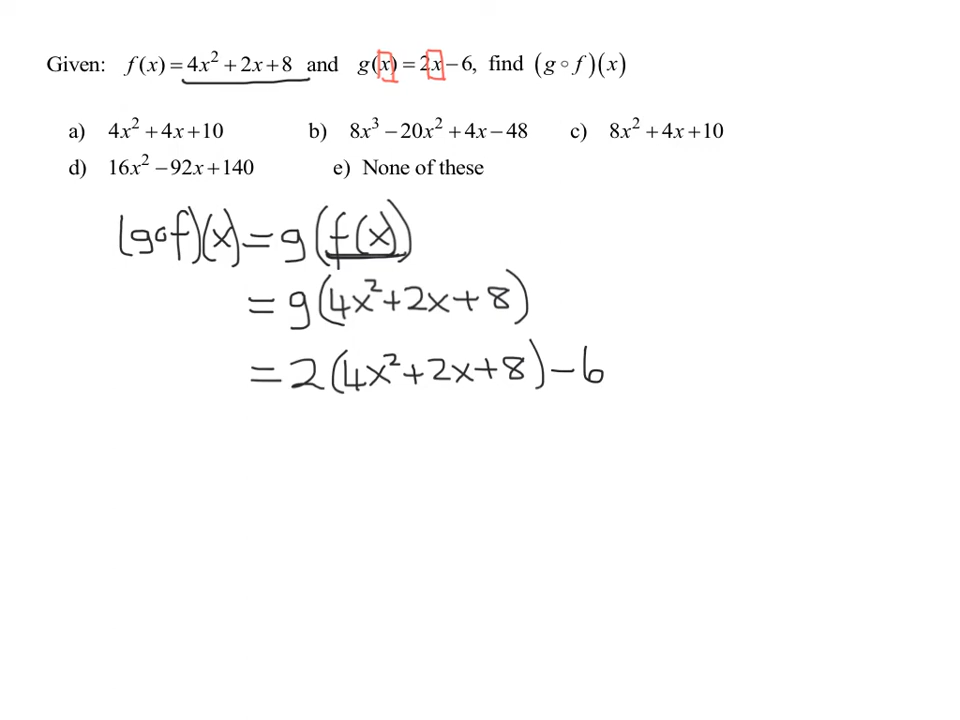 Given: f(x) = 4x² + 2x + 8 and g(x) = 2x − 6, find (g ∘ f)(x)
a) 4x² + 4x + 10 b) 8x³ − 20x² + 4x − 48 c) 8x² + 4x + 10
d) 16x² − 92x + 140 e) None of these
(g∘f)(x) = g(f(x))
= g(4x² + 2x + 8)
= 2(4x² + 2x + 8) − 6